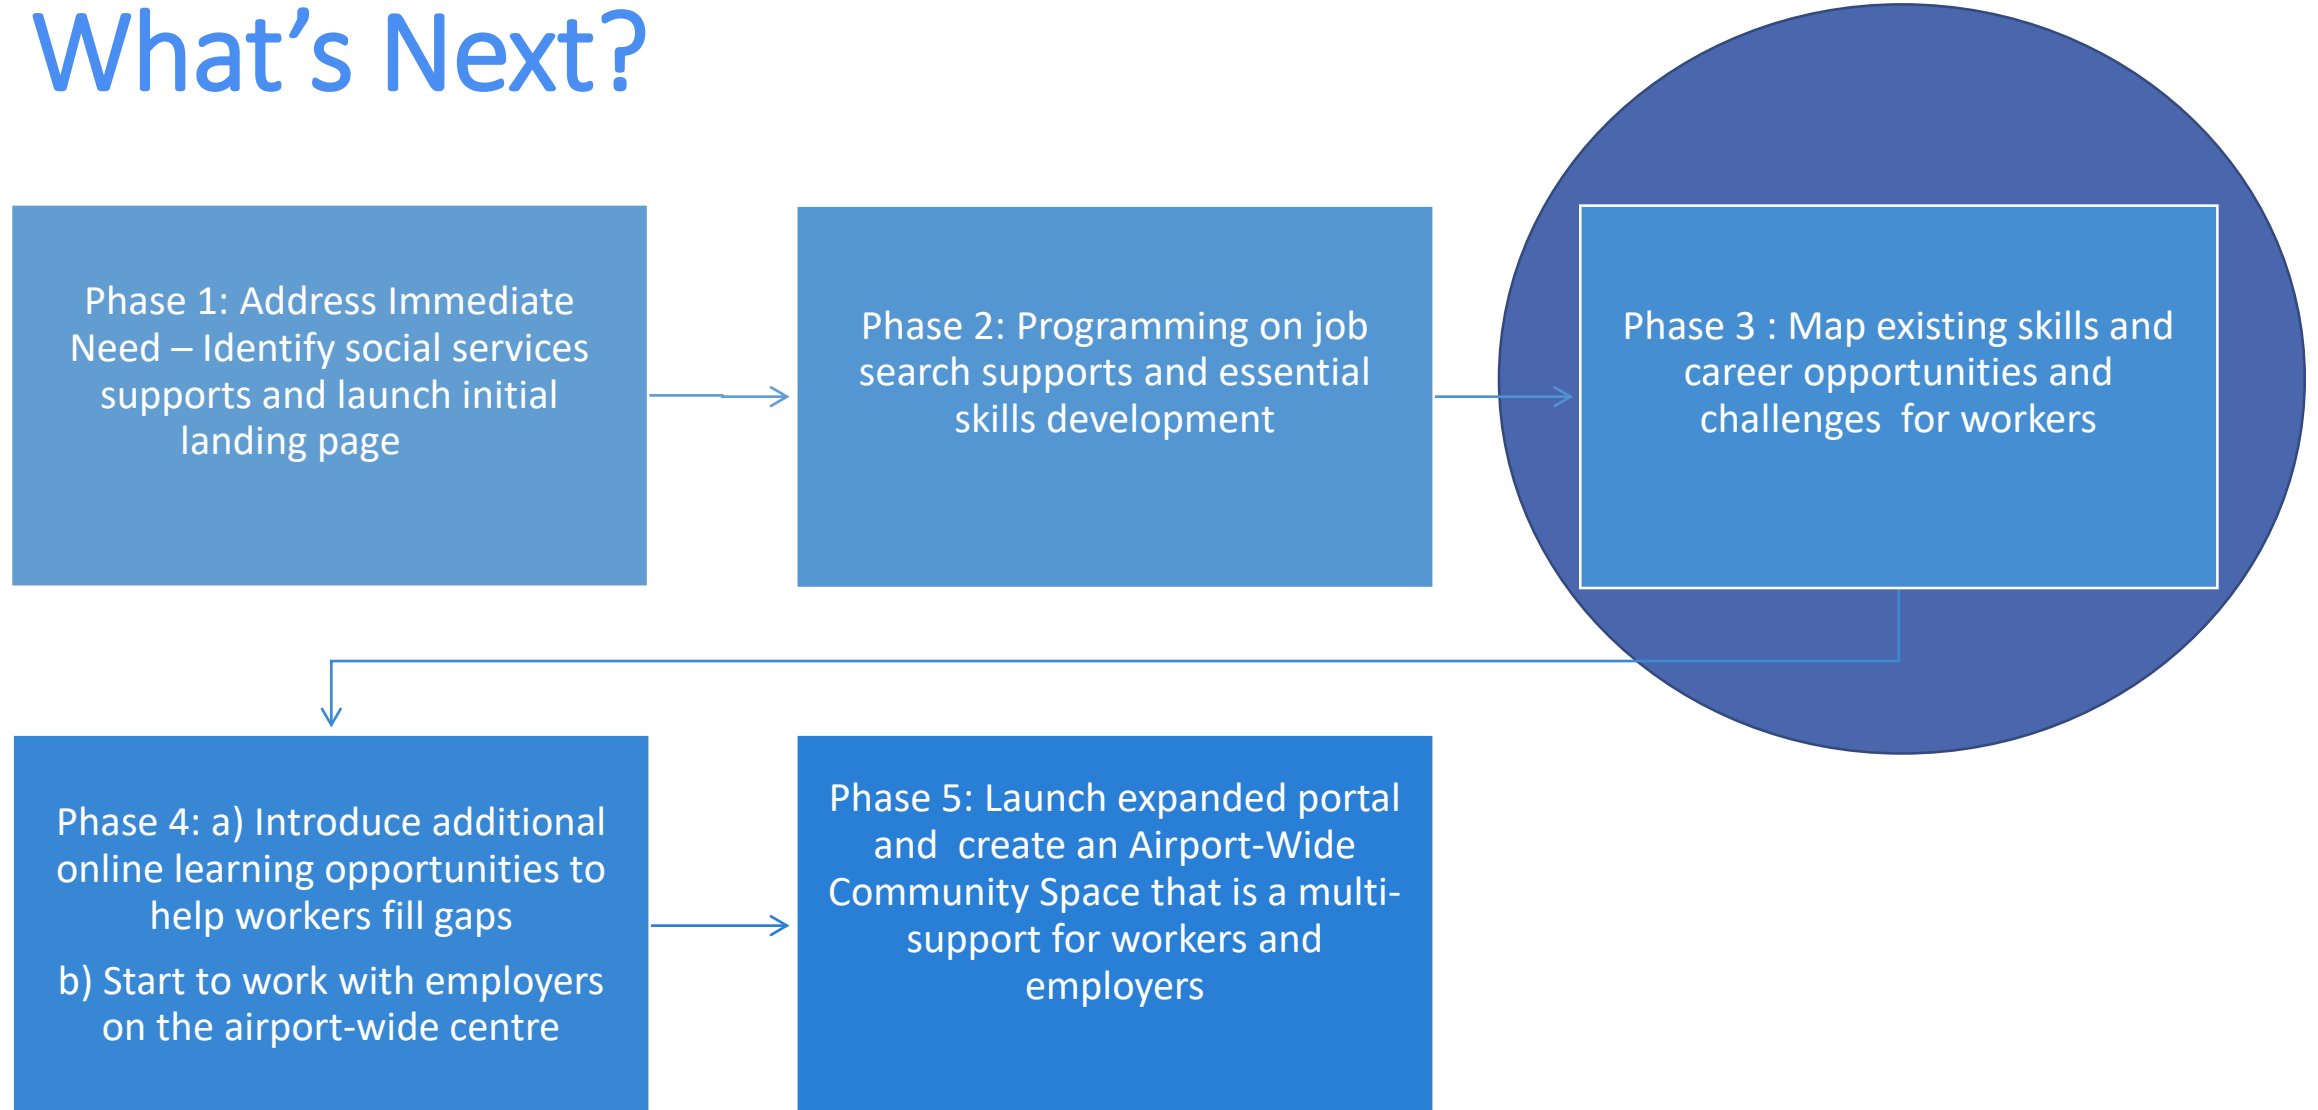 What's Next?
Phase 1: Address Immediate
Need – Identify social services
supports and launch initial
landing page
Phase 2: Programming on job
search supports and essential
skills development
Phase 3 : Map existing skills and
career opportunities and
challenges  for workers
Phase 4: a) Introduce additional
online learning opportunities to
help workers fill gaps
b) Start to work with employers
on the airport-wide centre
Phase 5: Launch expanded portal
and  create an Airport-Wide
Community Space that is a multi-
support for workers and
employers